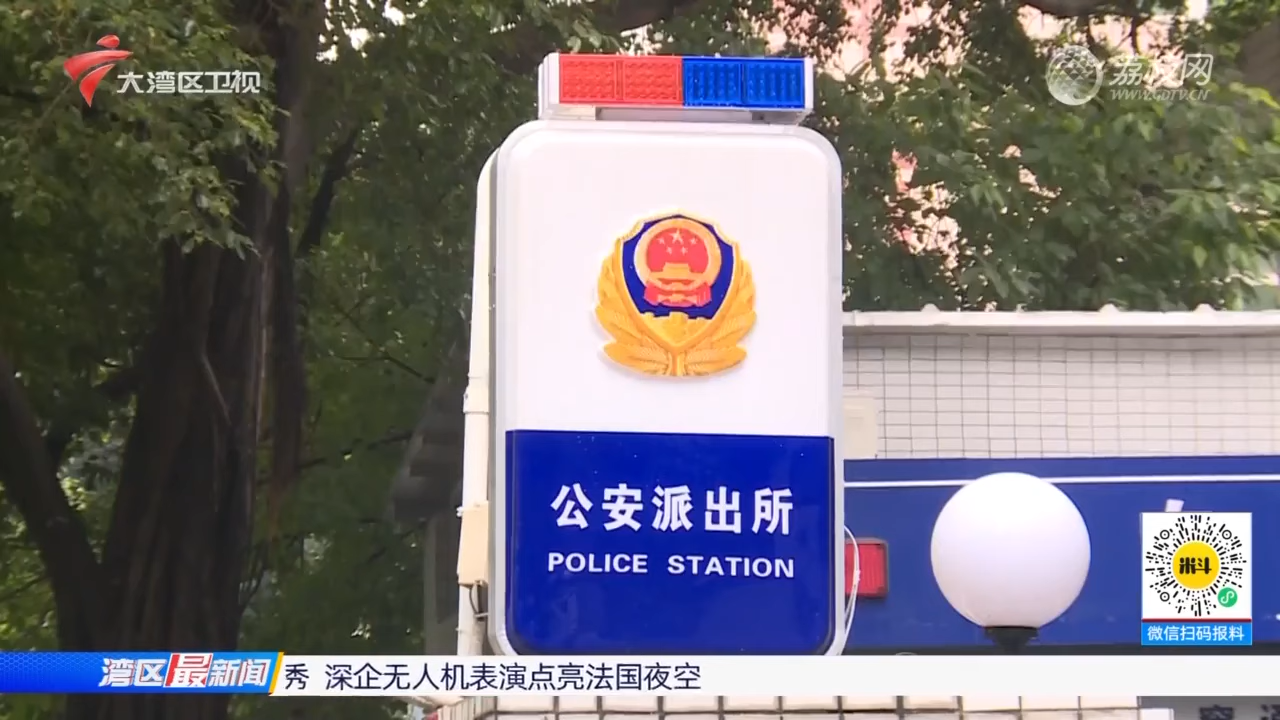 大湾区卫视
荔枝网
WWW.GDTV.CN
公安派出所
POLICE STATION
米斗
微信扫码报料
湾区最新闻
秀 深企无人机表演点亮法国夜空